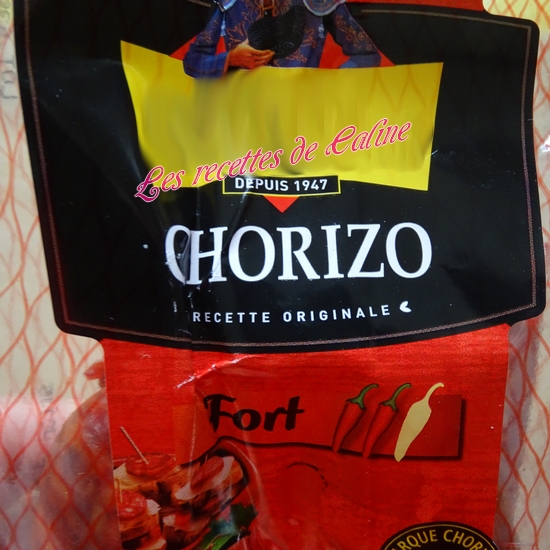 Les recettes de Caline
DEPUIS 1947
CHORIZO
RECETTE ORIGINALE
Fort